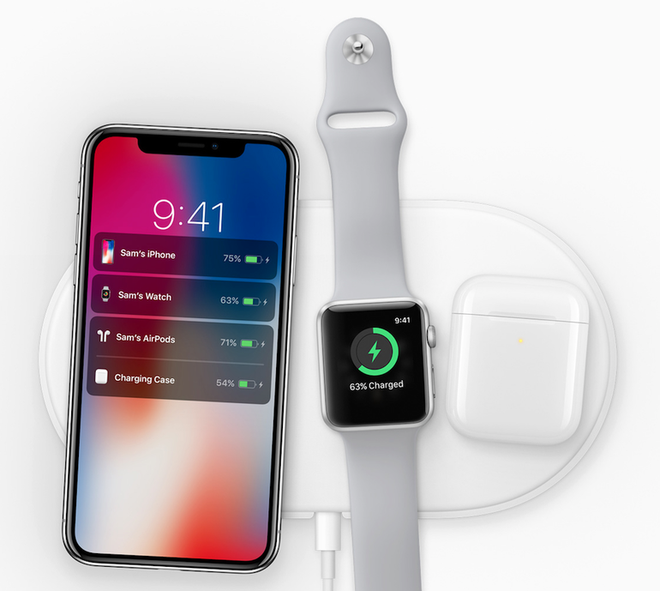 9:41
Sam's iPhone 75%
Sam's Watch 63%
Sam's AirPods 71%
Charging Case 54%
9:41
63% Charged